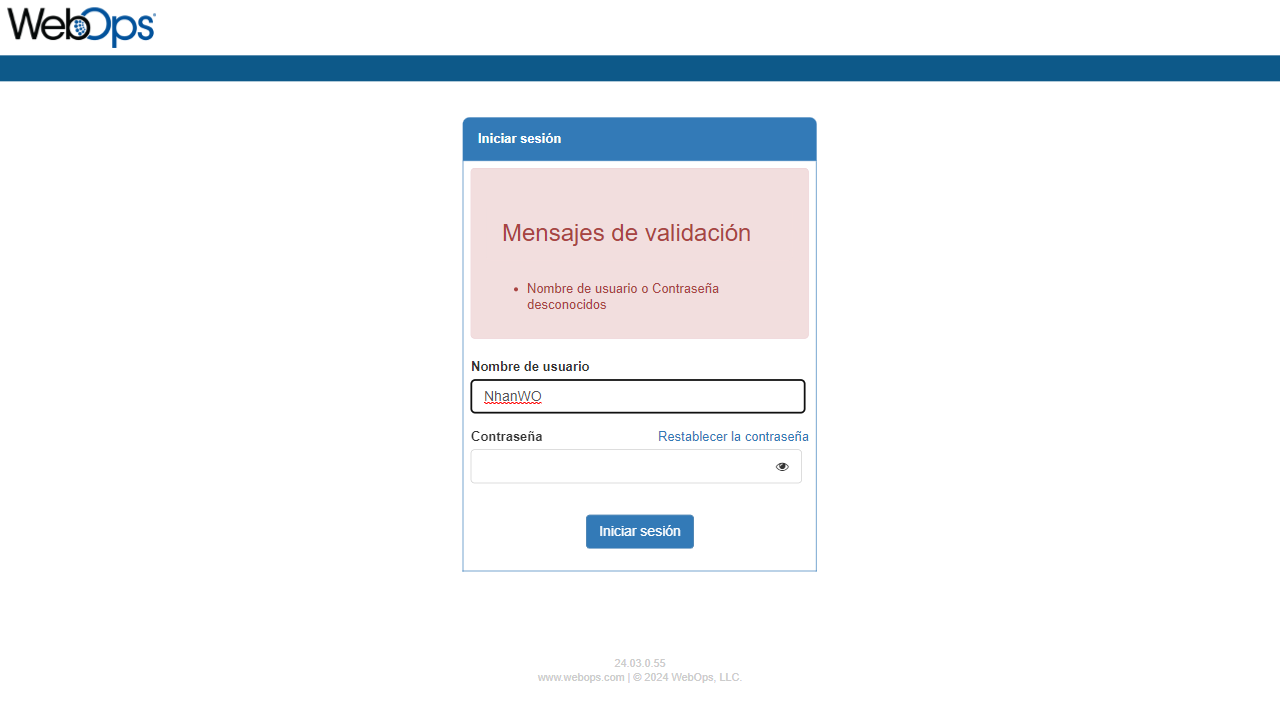 WebOps
Iniciar sesión
Mensajes de validación
• Nombre de usuario o Contraseña
desconocidos
Nombre de usuario
NhanWO
Contraseña Restablecer la contraseña
Iniciar sesión
24.03.0.55
www.webops.com | © 2024 WebOps, LLC.